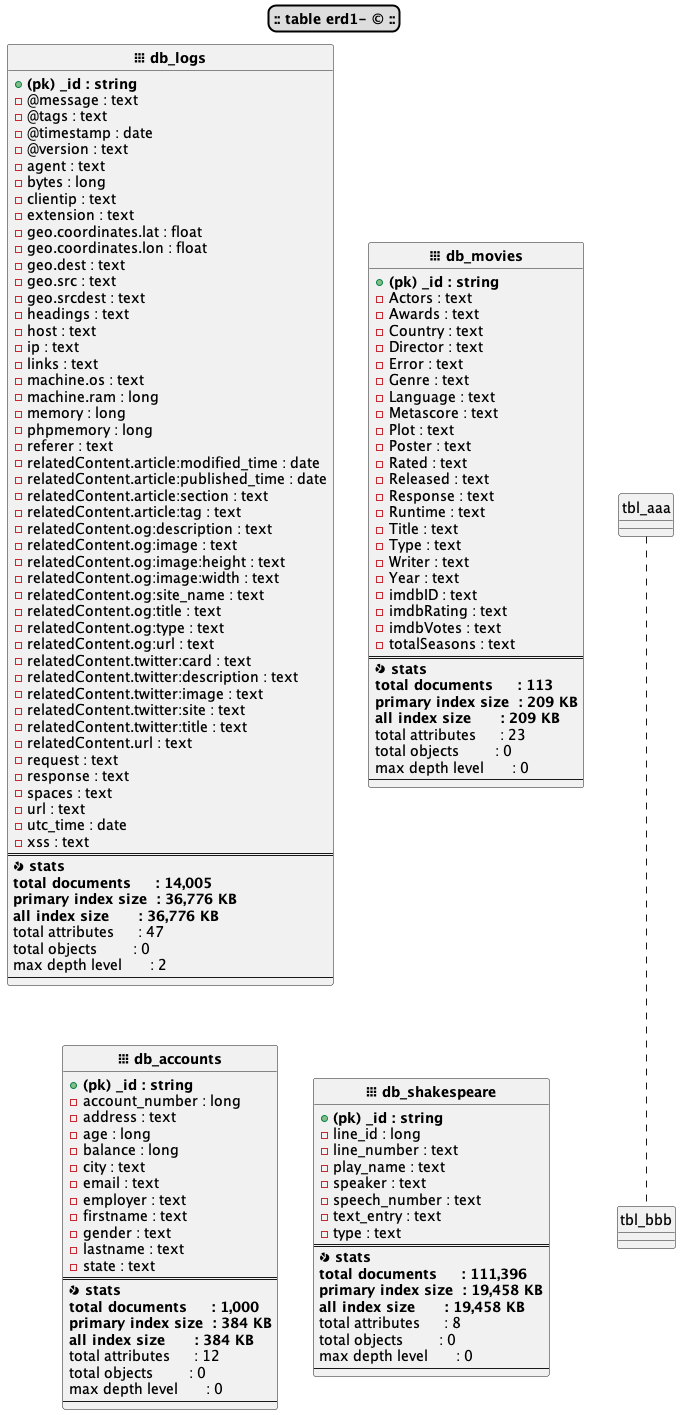 :: table erd1- © ::
db_logs
(pk) _id : string
@message : text
@tags : text
@timestamp : date
@version : text
agent : text
bytes : long
clientip : text
extension : text
geo.coordinates.lat : float
geo.coordinates.lon : float
geo.dest : text
geo.src : text
geo.srcdest : text
headings : text
host : text
ip : text
links : text
machine.os : text
machine.ram : long
memory : long
phpmemory : long
referer : text
relatedContent.article:modified_time : date
relatedContent.article:published_time : date
relatedContent.article:section : text
relatedContent.article:tag : text
relatedContent.og:description : text
relatedContent.og:image : text
relatedContent.og:image:height : text
relatedContent.og:image:width : text
relatedContent.og:site_name : text
relatedContent.og:title : text
relatedContent.og:type : text
relatedContent.og:url : text
relatedContent.twitter:card : text
relatedContent.twitter:description : text
relatedContent.twitter:image : text
relatedContent.twitter:site : text
relatedContent.twitter:title : text
relatedContent.url : text
request : text
response : text
spaces : text
url : text
utc_time : date
xss : text
stats
total documents : 14,005
primary index size : 36,776 KB
all index size : 36,776 KB
total attributes : 47
total objects : 0
max depth level : 2
db_movies
(pk) _id : string
Actors : text
Awards : text
Country : text
Director : text
Error : text
Genre : text
Language : text
Metascore : text
Plot : text
Poster : text
Rated : text
Released : text
Response : text
Runtime : text
Title : text
Type : text
Writer : text
Year : text
imdbID : text
imdbRating : text
imdbVotes : text
totalSeasons : text
stats
total documents : 113
primary index size : 209 KB
all index size : 209 KB
total attributes : 23
total objects : 0
max depth level : 0
tbl_aaa
db_accounts
(pk) _id : string
account_number : long
address : text
age : long
balance : long
city : text
email : text
employer : text
firstname : text
gender : text
lastname : text
state : text
stats
total documents : 1,000
primary index size : 384 KB
all index size : 384 KB
total attributes : 12
total objects : 0
max depth level : 0
db_shakespeare
(pk) _id : string
line_id : long
line_number : text
play_name : text
speaker : text
speech_number : text
text_entry : text
type : text
stats
total documents : 111,396
primary index size : 19,458 KB
all index size : 19,458 KB
total attributes : 8
total objects : 0
max depth level : 0
tbl_bbb